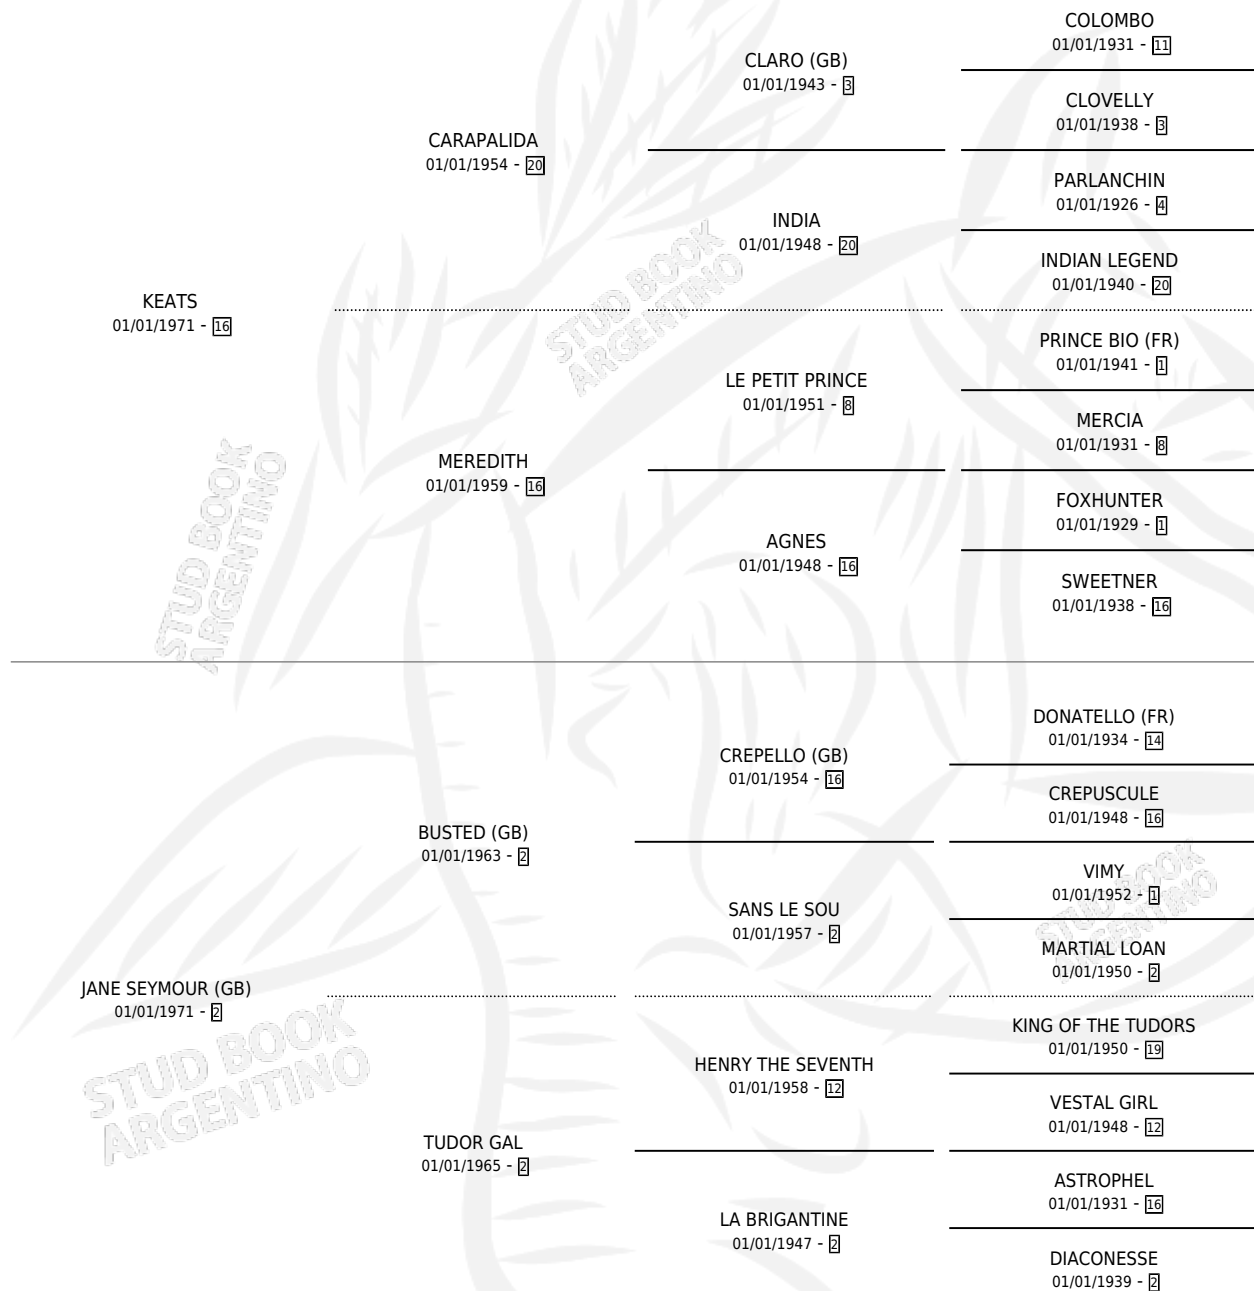 COLOMBO
01/01/1931 - 11
CLARO (GB)
01/01/1943 - 3
CLOVELLY
01/01/1938 - 3
CARAPALIDA
01/01/1954 - 20
PARLANCHIN
01/01/1926 - 4
INDIA
01/01/1948 - 20
INDIAN LEGEND
01/01/1940 - 20
KEATS
01/01/1971 - 16
PRINCE BIO (FR)
01/01/1941 - 1
LE PETIT PRINCE
01/01/1951 - 8
MERCIA
01/01/1931 - 8
MEREDITH
01/01/1959 - 16
FOXHUNTER
01/01/1929 - 1
AGNES
01/01/1948 - 16
SWEETNER
01/01/1938 - 16
DONATELLO (FR)
01/01/1934 - 14
CREPELLO (GB)
01/01/1954 - 16
CREPUSCULE
01/01/1948 - 16
BUSTED (GB)
01/01/1963 - 2
VIMY
01/01/1952 - 1
SANS LE SOU
01/01/1957 - 2
MARTIAL LOAN
01/01/1950 - 2
JANE SEYMOUR (GB)
01/01/1971 - 2
KING OF THE TUDORS
01/01/1950 - 19
HENRY THE SEVENTH
01/01/1958 - 12
VESTAL GIRL
01/01/1948 - 12
TUDOR GAL
01/01/1965 - 2
ASTROPHEL
01/01/1931 - 16
LA BRIGANTINE
01/01/1947 - 2
DIACONESSE
01/01/1939 - 2
STUD BOOK
ARGENTINO
STUD BOOK
ARGENTINO
STUD BOOK
ARGENTINO
STUD BOOK
ARGENTINO